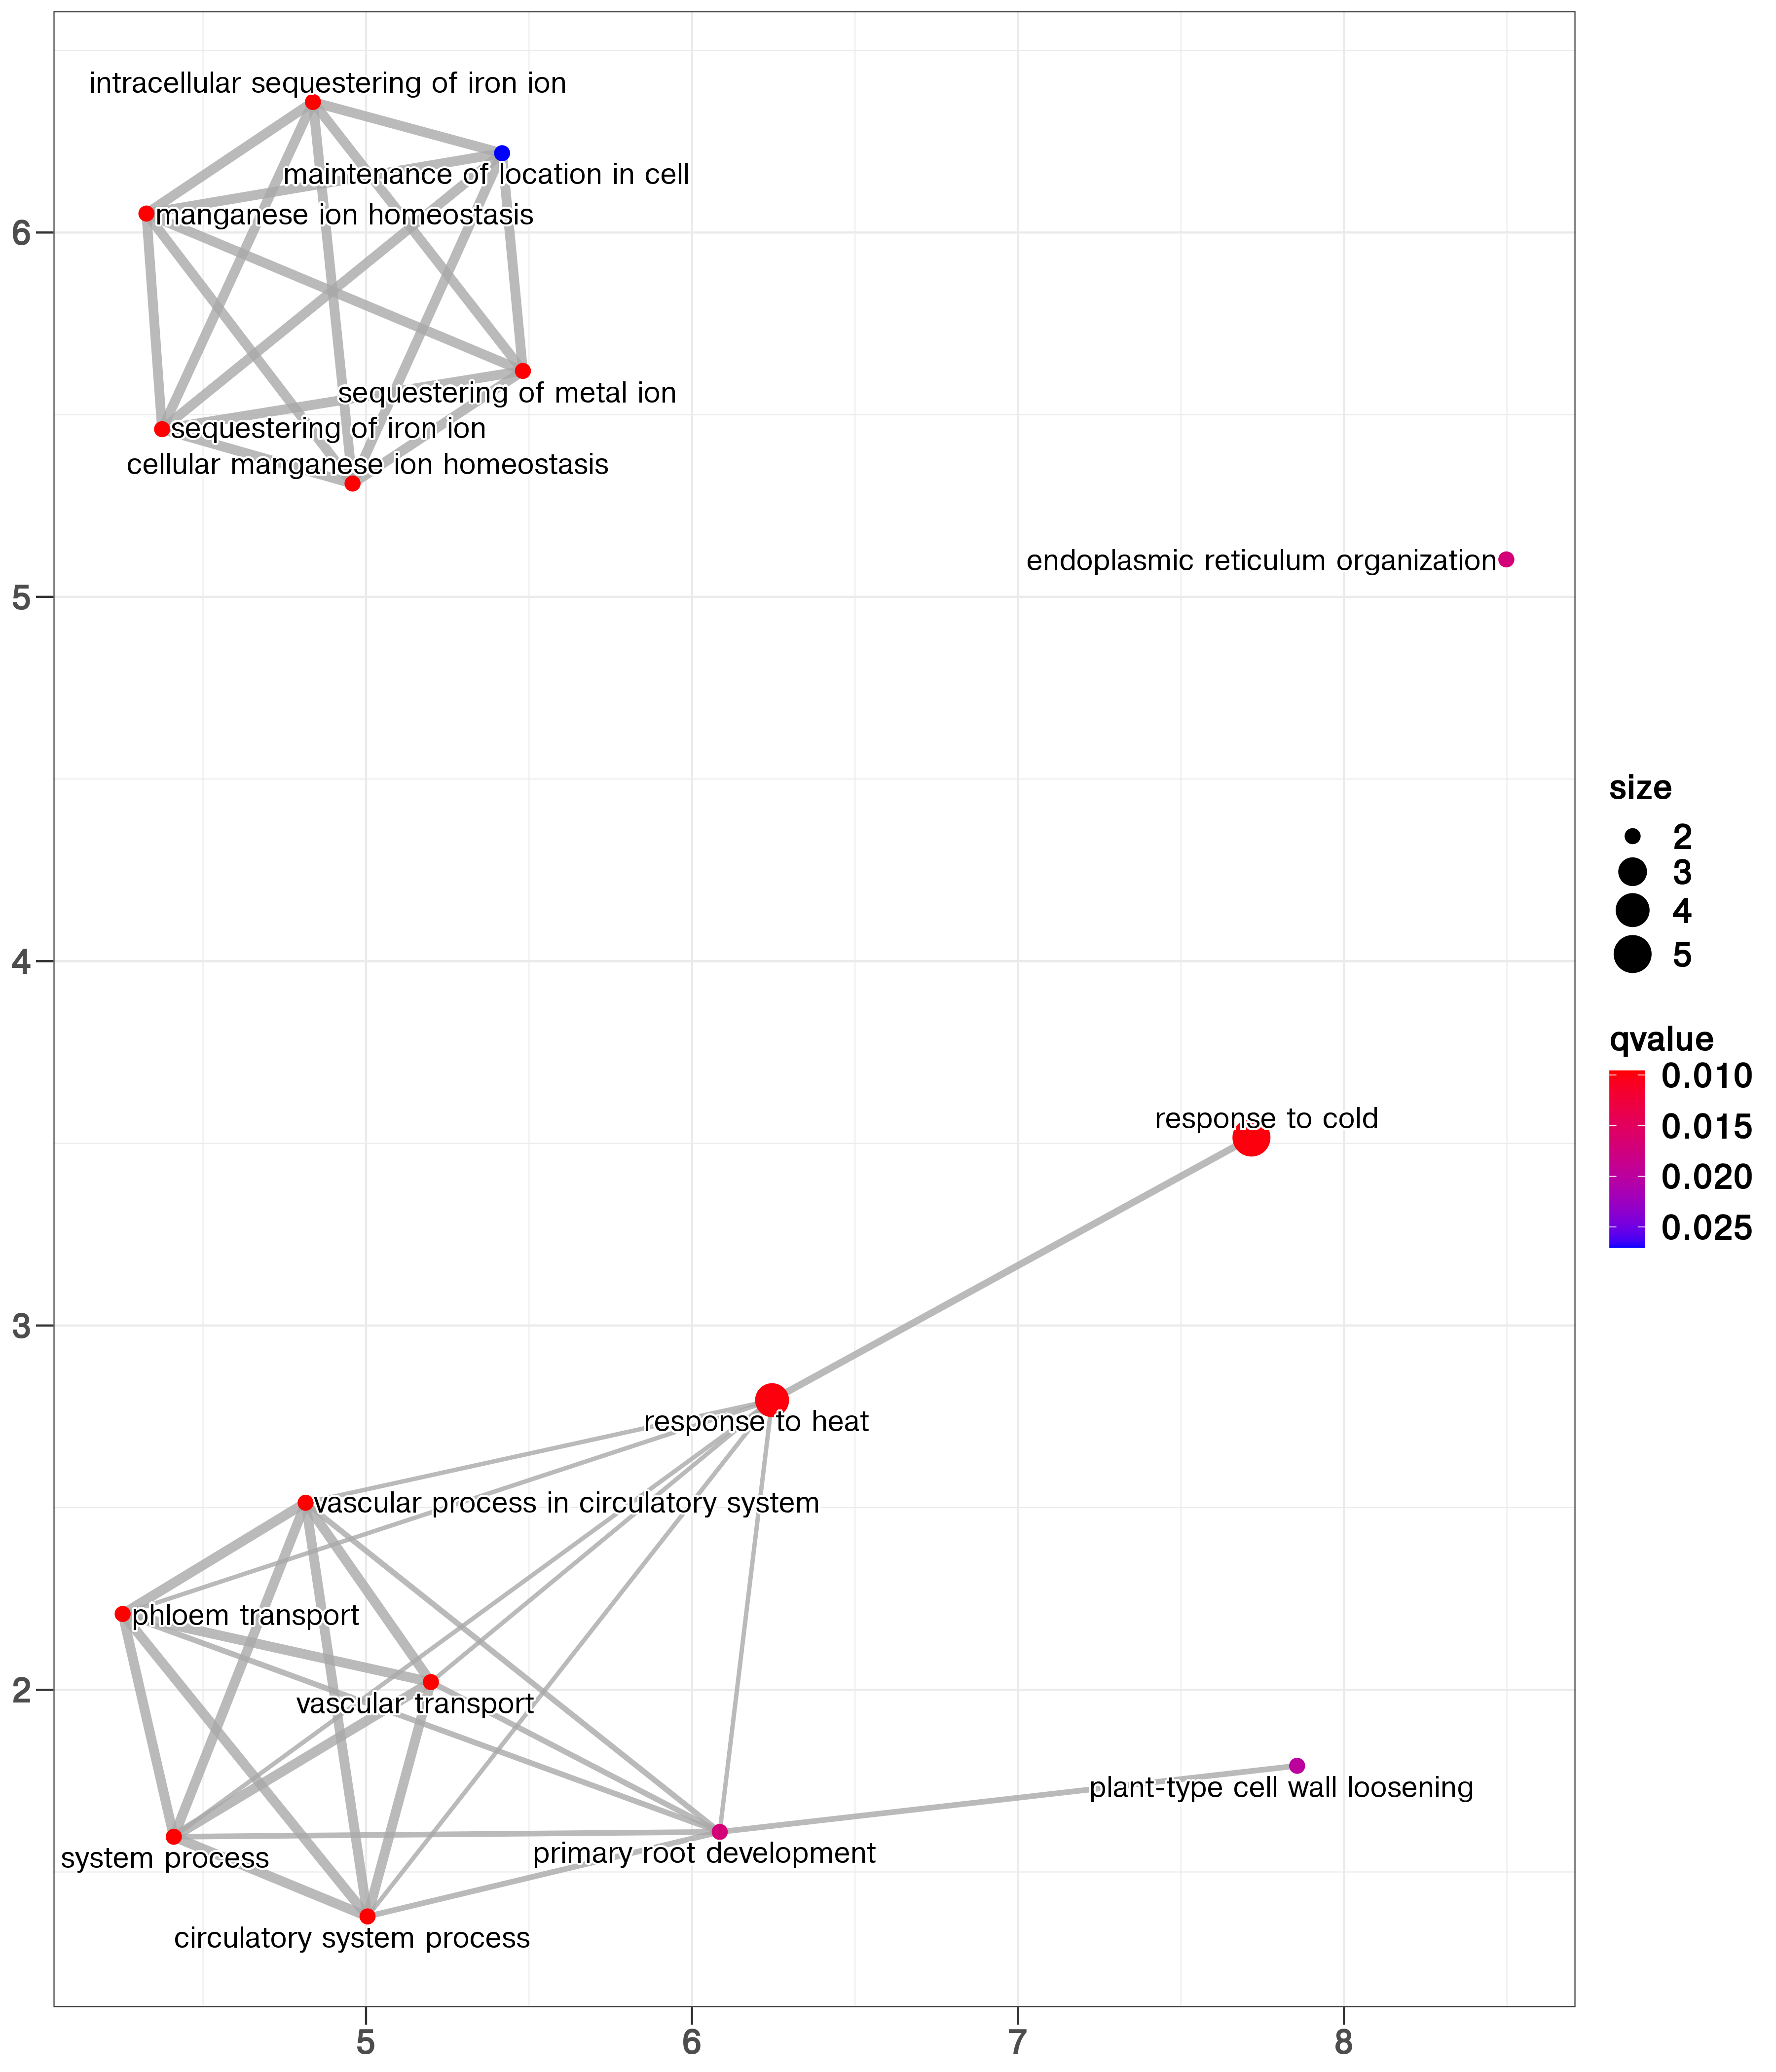 intracellular sequestering of iron ion
maintenance of location in cell
manganese ion homeostasis
6
sequestering of metal ion
sequestering of iron ion
cellular manganese ion homeostasis
endoplasmic reticulum organization
5
4
response to cold
3
response to heat
vascular process in circulatory system
phloem transport
2
vascular transport
plant-type cell wall loosening
primary root development
system process
circulatory system process
5 6 7 8
size
2
3
4
5
qvalue
0.010
0.015
0.020
0.025